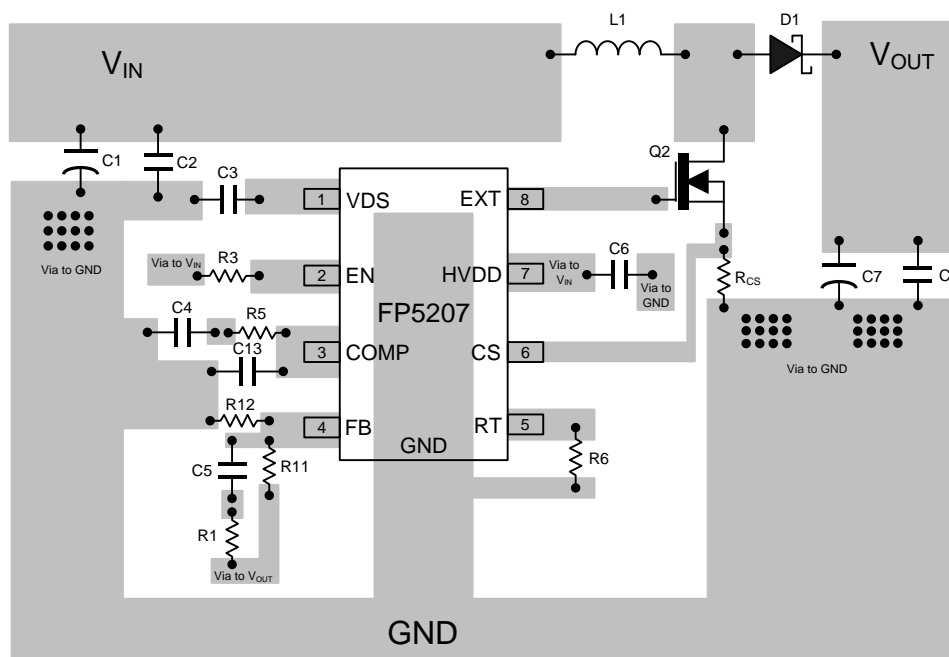 L1
D1
VIN
VOUT
C1
C2
Q2
C3
1
VDS
EXT
8
Via to GND
Via to VIN
R3
2
EN
HVDD
7
Via to
VIN
C6
Via to
GND
RCS
C7
C
FP5207
C4
R5
C13
3
COMP
CS
6
Via to GND
R12
4
FB
RT
5
GND
C5
R11
R6
R1
Via to VOUT
GND